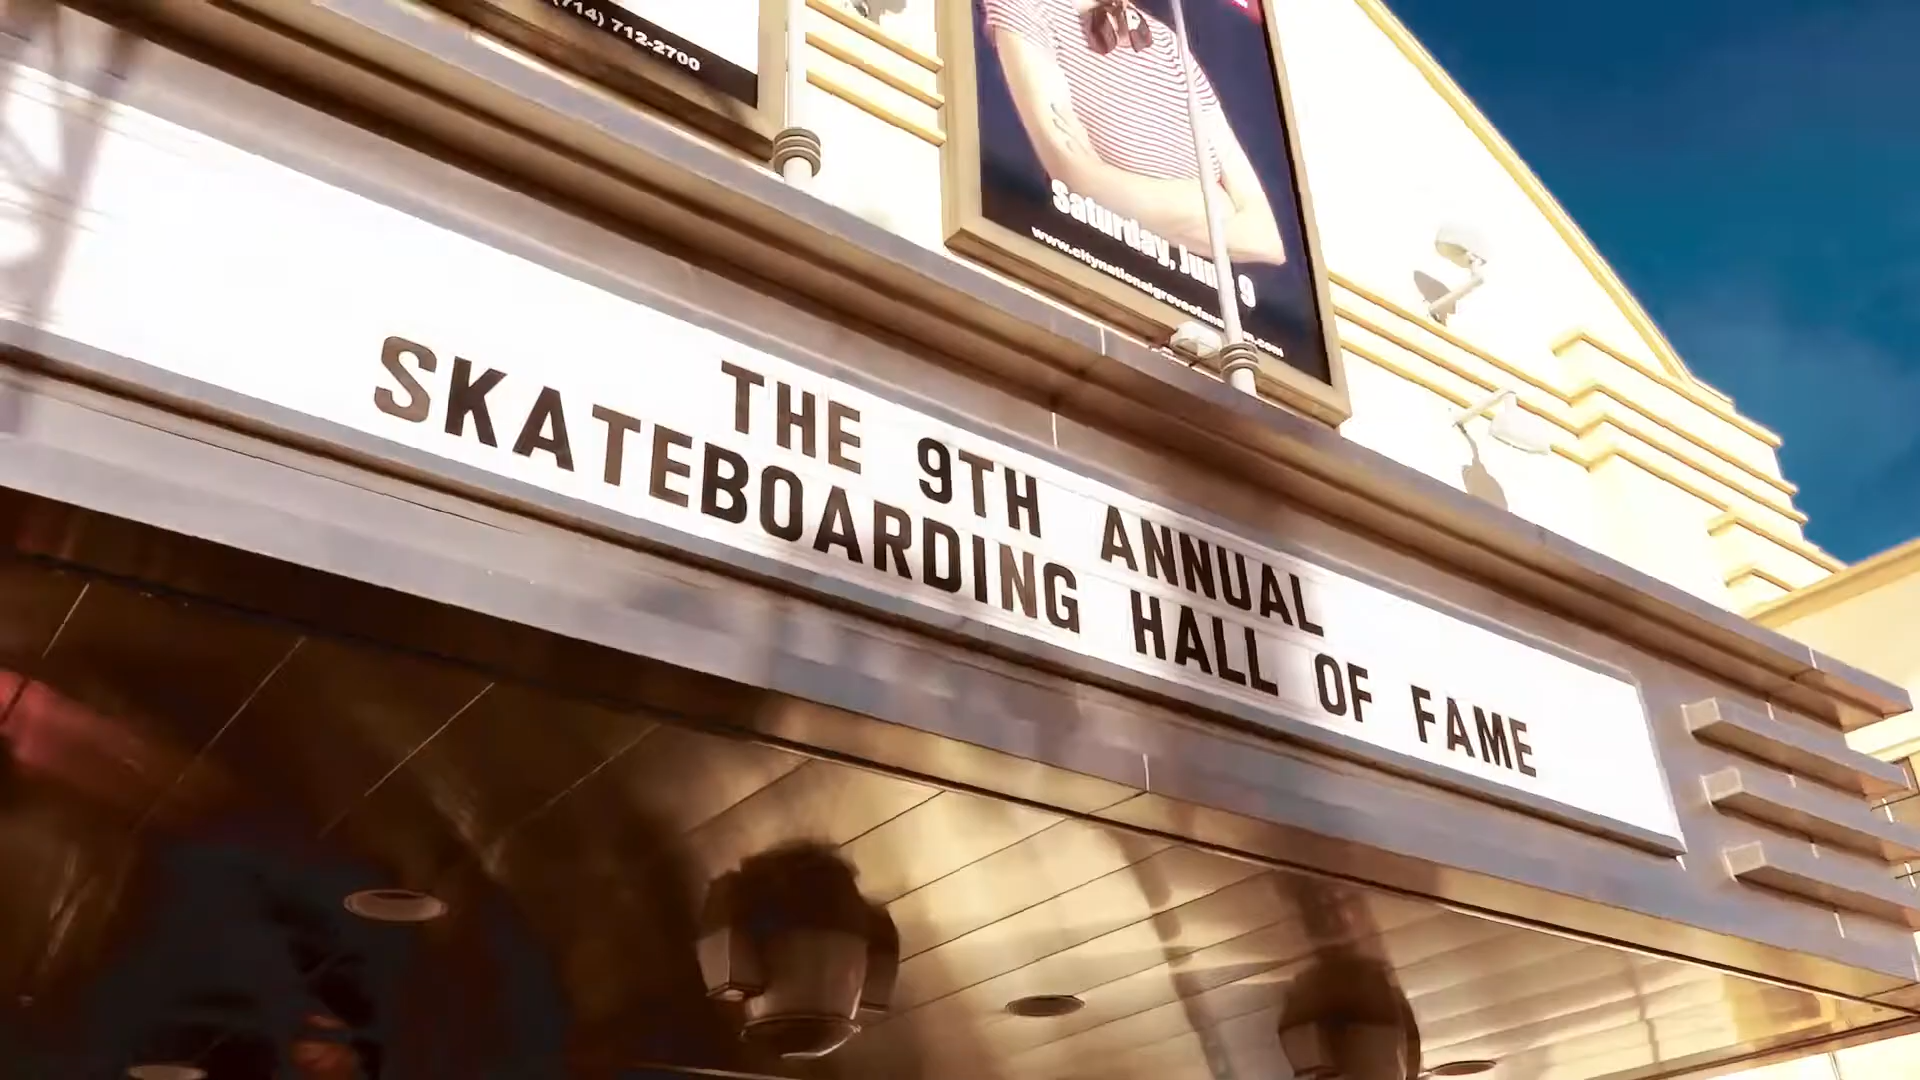 (714) 712-2700
Saturday, Jun 9
THE 9TH ANNUAL
SKATEBOARDING HALL OF FAME